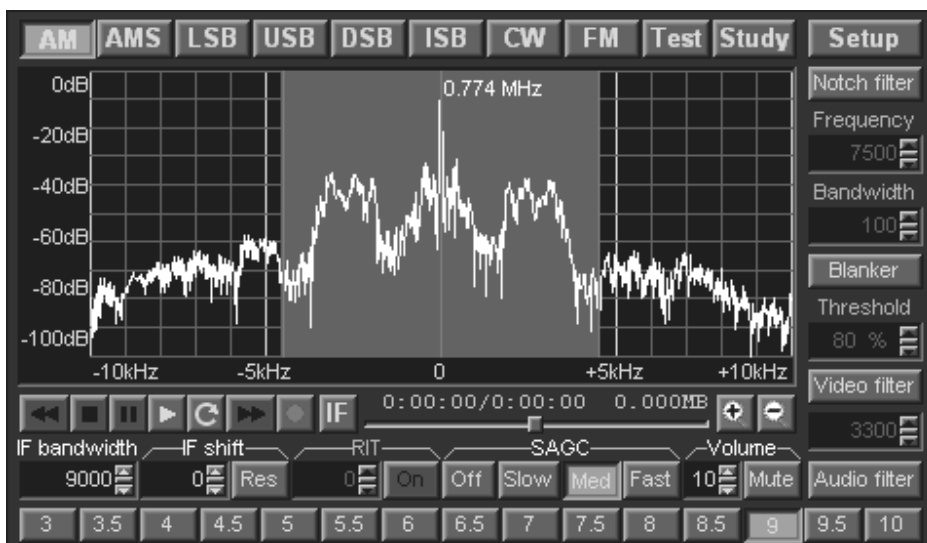 AM AMS LSB USB DSB ISB CW FM Test Study Setup
0dB 0.774 MHz Notch filter
Frequency
-20dB 7500
-40dB Bandwidth
-60dB 100
Blanker
-80dB Threshold
-100dB 80 %
-10kHz -5kHz 0 +5kHz +10kHz Video filter
IF 0:00:00/0:00:00 0.000MB
3300
IF bandwidth IF shift RIT SAGC Volume
9000 0 Res 0 On Off Slow Med Fast 10 Mute Audio filter
3 3.5 4 4.5 5 5.5 6 6.5 7 7.5 8 8.5 9 9.5 10